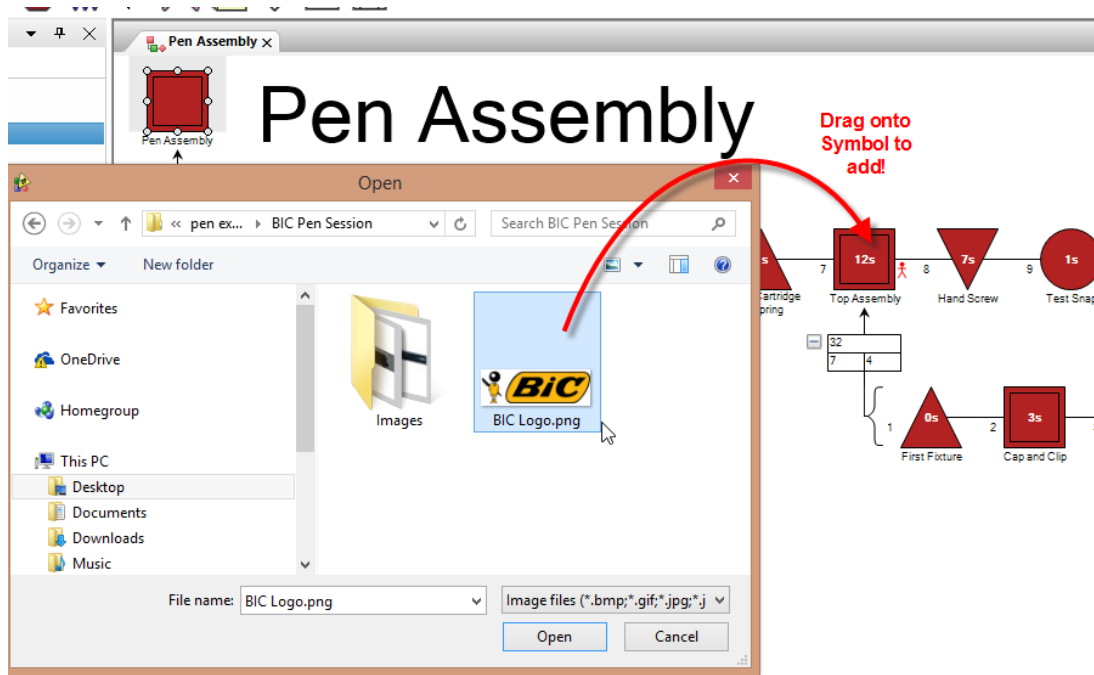 Pen Assembly
Pen Assembly
Pen Assembly
Drag onto
Symbol to
add!
Open
« pen ex... BIC Pen Session
Search BIC Pen Session
Organize
New folder
Favorites
OneDrive
Homegroup
This PC
Desktop
Documents
Downloads
Music
Images
BiC
BIC Logo.png
File name: BIC Logo.png
Image files (*.bmp;*.gif;*.jpg;*.j
Open
Cancel
s
7
12s
8
7s
9
1s
Cartridge
pring
Top Assembly
Hand Screw
Test Snap
32
7
4
1
0s
2
3s
First Fixture
Cap and Clip